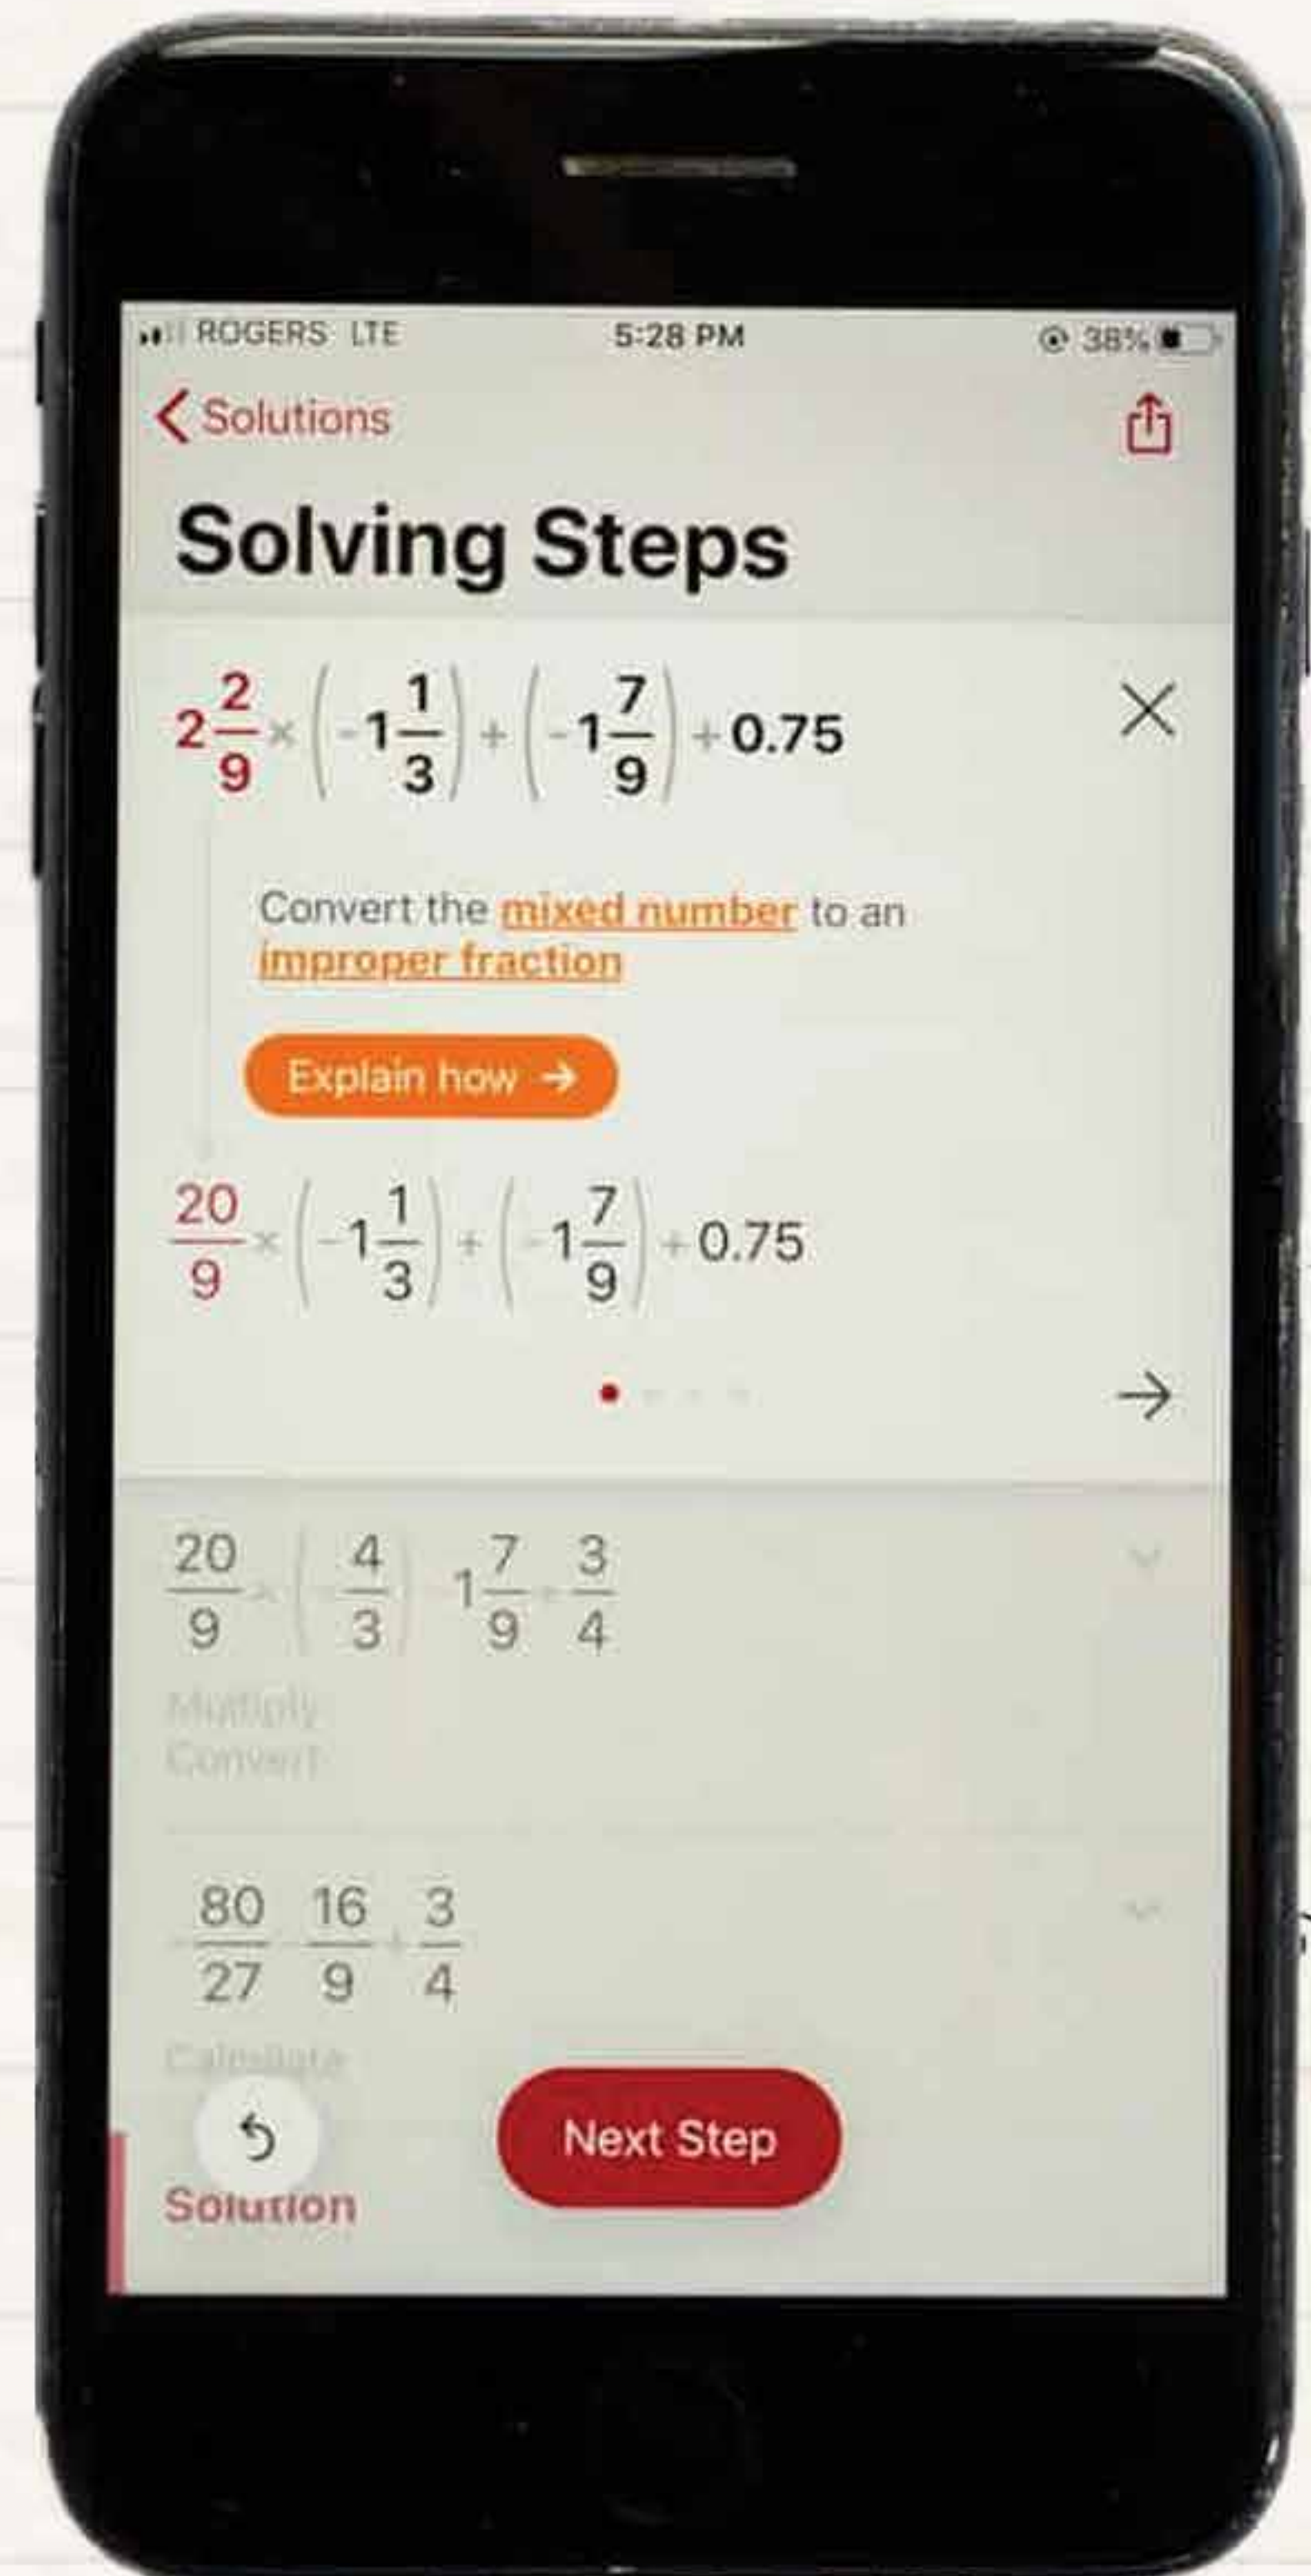 ROGERS LTE 5:28 PM 38%
Solutions
Solving Steps
2 2/9 × (-1 1/3) + (-1 7/9) + 0.75
Convert the mixed number to an
improper fraction
Explain how →
20/9 × (-1 1/3) + (-1 7/9) + 0.75
→
20/9 × (-4/3) - 1 7/9 + 3/4
Multiply
Convert
-80/27 - 16/9 + 3/4
Calculate
Next Step
Solution